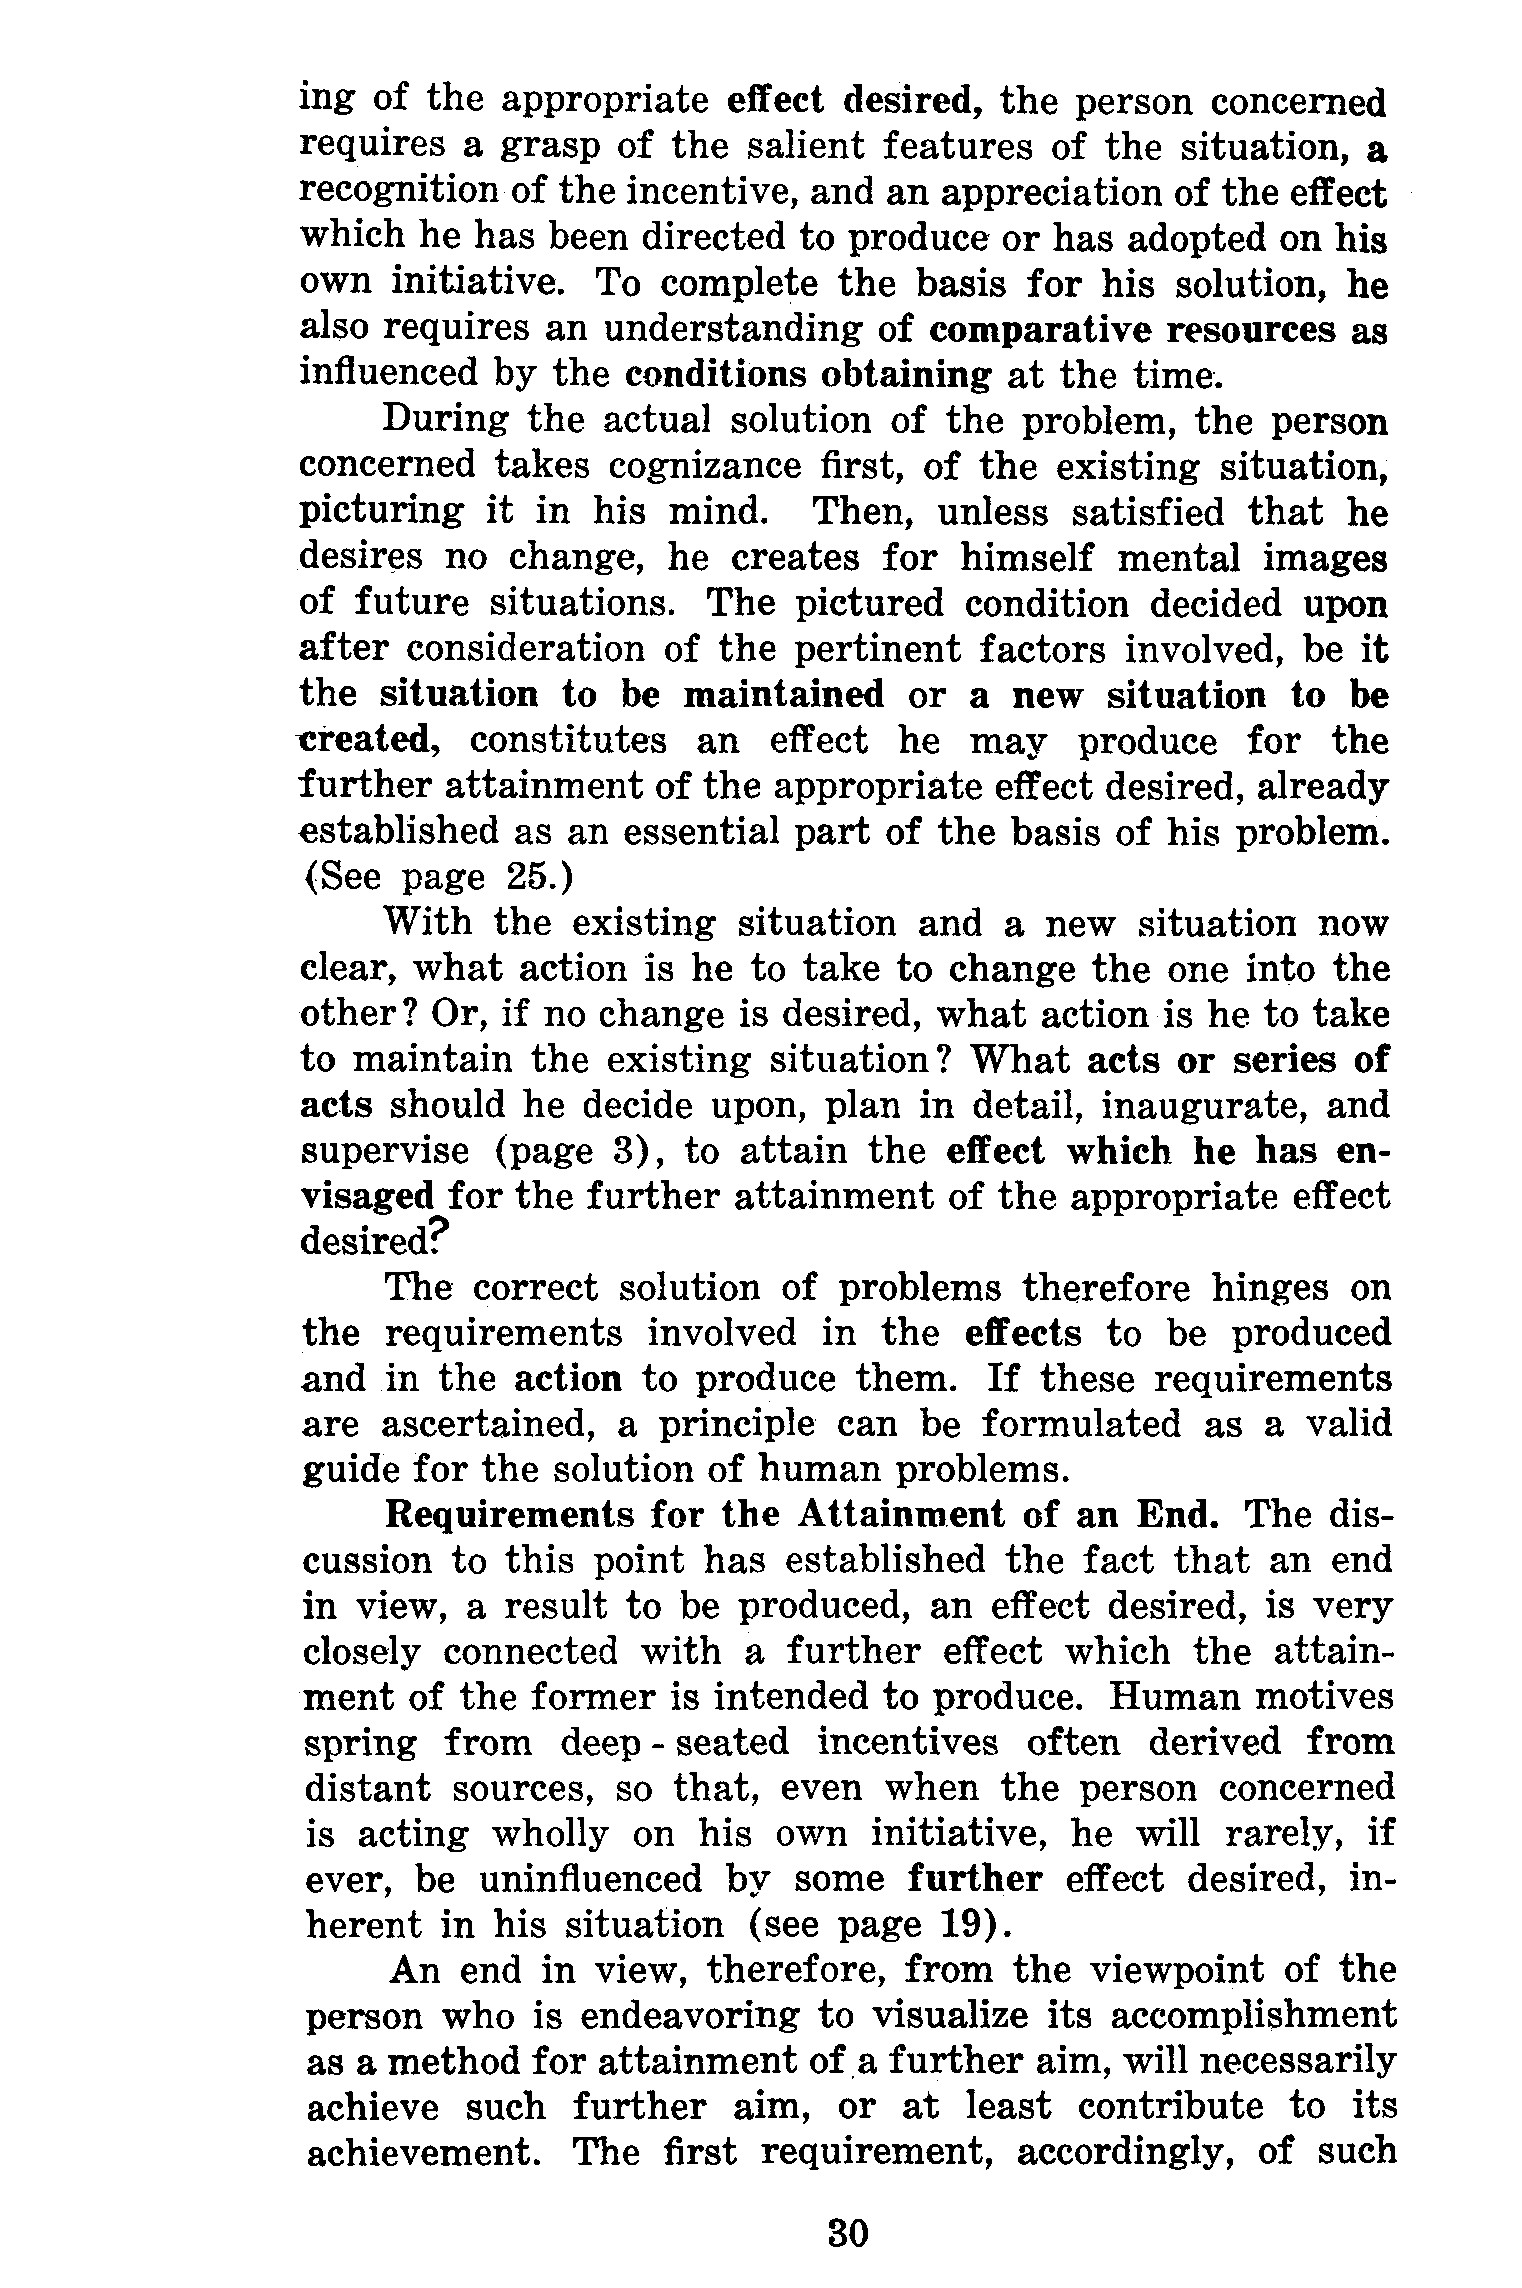 ing of the appropriate effect desired, the person concerned
requires a grasp of the salient features of the situation, a
recognition of the incentive, and an appreciation of the effect
which he has been directed to produce or has adopted on his
own initiative. To complete the basis for his solution, he
also requires an understanding of comparative resources as
influenced by the conditions obtaining at the time.
During the actual solution of the problem, the person
concerned takes cognizance first, of the existing situation,
picturing it in his mind. Then, unless satisfied that he
desires no change, he creates for himself mental images
of future situations. The pictured condition decided upon
after consideration of the pertinent factors involved, be it
the situation to be maintained or a new situation to be
created, constitutes an effect he may produce for the
further attainment of the appropriate effect desired, already
established as an essential part of the basis of his problem.
(See page 25.)
With the existing situation and a new situation now
clear, what action is he to take to change the one into the
other? Or, if no change is desired, what action is he to take
to maintain the existing situation? What acts or series of
acts should he decide upon, plan in detail, inaugurate, and
supervise (page 3), to attain the effect which he has en-
visaged for the further attainment of the appropriate effect
desired?
The correct solution of problems therefore hinges on
the requirements involved in the effects to be produced
and in the action to produce them. If these requirements
are ascertained, a principle can be formulated as a valid
guide for the solution of human problems.
Requirements for the Attainment of an End. The dis-
cussion to this point has established the fact that an end
in view, a result to be produced, an effect desired, is very
closely connected with a further effect which the attain-
ment of the former is intended to produce. Human motives
spring from deep - seated incentives often derived from
distant sources, so that, even when the person concerned
is acting wholly on his own initiative, he will rarely, if
ever, be uninfluenced by some further effect desired, in-
herent in his situation (see page 19).
An end in view, therefore, from the viewpoint of the
person who is endeavoring to visualize its accomplishment
as a method for attainment of a further aim, will necessarily
achieve such further aim, or at least contribute to its
achievement. The first requirement, accordingly, of such
30